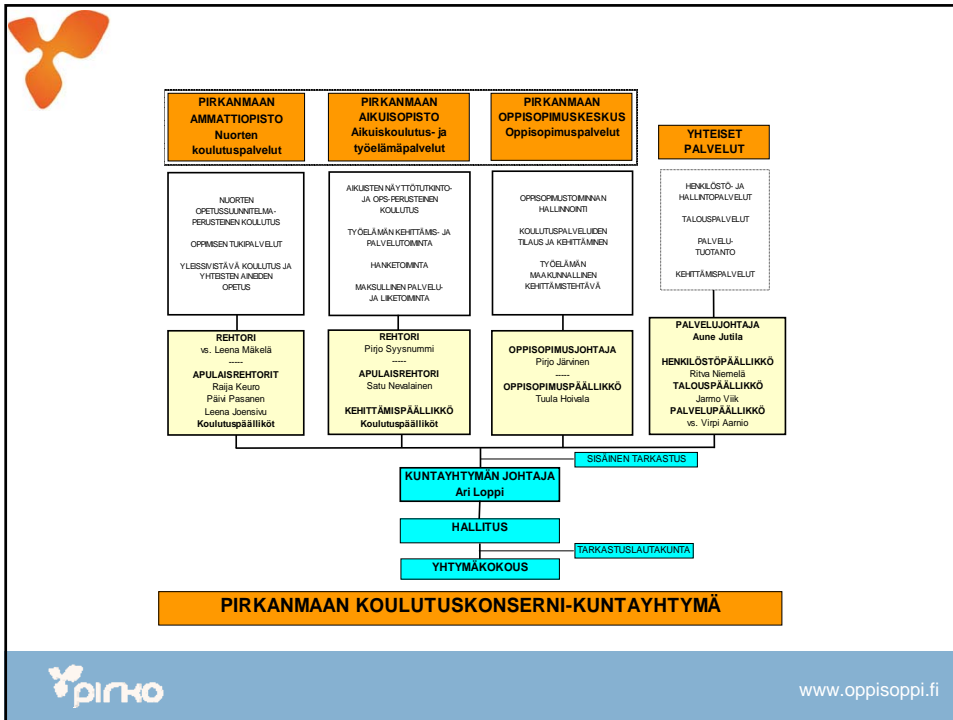 PIRKANMAAN
AMMATTIOPISTO
Nuorten
koulutuspalvelut
PIRKANMAAN
AIKUISOPISTO
Aikuiskoulutus- ja
työelämäpalvelut
PIRKANMAAN
OPPISOPIMUSKESKUS
Oppisopimuspalvelut
YHTEISET
PALVELUT
NUORTEN
OPETUSSUUNNITELMA-
PERUSTEINEN KOULUTUS
OPPIMISEN TUKIPALVELUT
YLEISSIVISTÄVÄ KOULUTUS JA
YHTEISTEN AINEIDEN
OPETUS
AIKUISTEN NÄYTTÖTUTKINTO-
JA OPS-PERUSTEINEN
KOULUTUS
TYÖELÄMÄN KEHITTÄMIS- JA
PALVELUTOIMINTA
HANKETOIMINTA
MAKSULLINEN PALVELU-
JA LIIKETOIMINTA
OPPISOPIMUSTOIMINNAN
HALLINNOINTI
KOULUTUSPALVELUIDEN
TILAUS JA KEHITTÄMINEN
TYÖELÄMÄN
MAAKUNNALLINEN
KEHITTÄMISTEHTÄVÄ
HENKILÖSTÖ- JA
HALLINTOPALVELUT
TALOUSPALVELUT
PALVELU-
TUOTANTO
KEHITTÄMISPALVELUT
REHTORI
vs. Leena Mäkelä
-----
APULAISREHTORIT
Raija Keuro
Päivi Pasanen
Leena Joensivu
Koulutuspäälliköt
REHTORI
Pirjo Syysnummi
-----
APULAISREHTORI
Satu Nevalainen
KEHITTÄMISPÄÄLLIKKÖ
Koulutuspäälliköt
OPPISOPIMUSJOHTAJA
Pirjo Järvinen
-----
OPPISOPIMUSPÄÄLLIKKÖ
Tuula Hoivala
PALVELUJOHTAJA
Aune Jutila
HENKILÖSTÖPÄÄLLIKKÖ
Ritva Niemelä
TALOUSPÄÄLLIKKÖ
Jarmo Viik
PALVELUPÄÄLLIKKÖ
vs. Virpi Aarnio
SISÄINEN TARKASTUS
KUNTAYHTYMÄN JOHTAJA
Ari Loppi
HALLITUS
TARKASTUSLAUTAKUNTA
YHTYMÄKOKOUS
PIRKANMAAN KOULUTUSKONSERNI-KUNTAYHTYMÄ
pirko
www.oppisoppi.fi